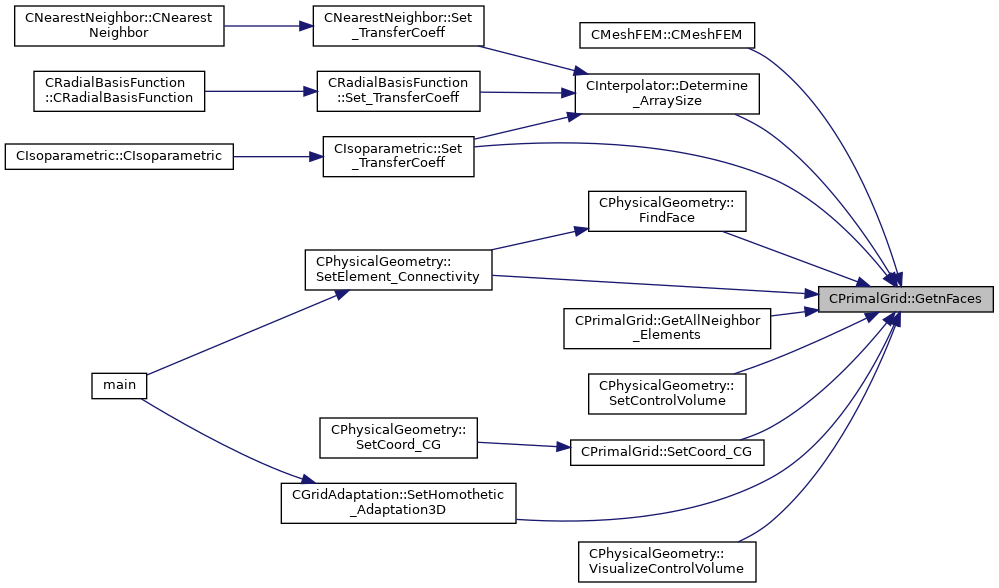 CNearestNeighbor::CNearest
Neighbor
CNearestNeighbor::Set
_TransferCoeff
CMeshFEM::CMeshFEM
CRadialBasisFunction
::CRadialBasisFunction
CRadialBasisFunction
::Set_TransferCoeff
CInterpolator::Determine
_ArraySize
CIsoparametric::CIsoparametric
CIsoparametric::Set
_TransferCoeff
CPhysicalGeometry::
FindFace
CPhysicalGeometry::
SetElement_Connectivity
CPrimalGrid::GetnFaces
CPrimalGrid::GetAllNeighbor
_Elements
main
CPhysicalGeometry::
SetControlVolume
CPhysicalGeometry::
SetCoord_CG
CPrimalGrid::SetCoord_CG
CGridAdaptation::SetHomothetic
_Adaptation3D
CPhysicalGeometry::
VisualizeControlVolume